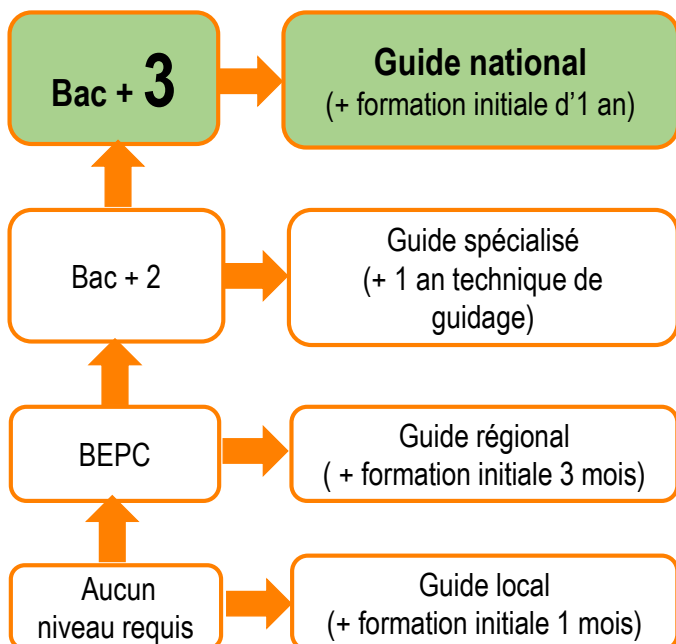 Bac + 3
Guide national
(+ formation initiale d'1 an)
Bac + 2
Guide spécialisé
(+ 1 an technique de
guidage)
BEPC
Guide régional
( + formation initiale 3 mois)
Aucun
niveau requis
Guide local
(+ formation initiale 1 mois)